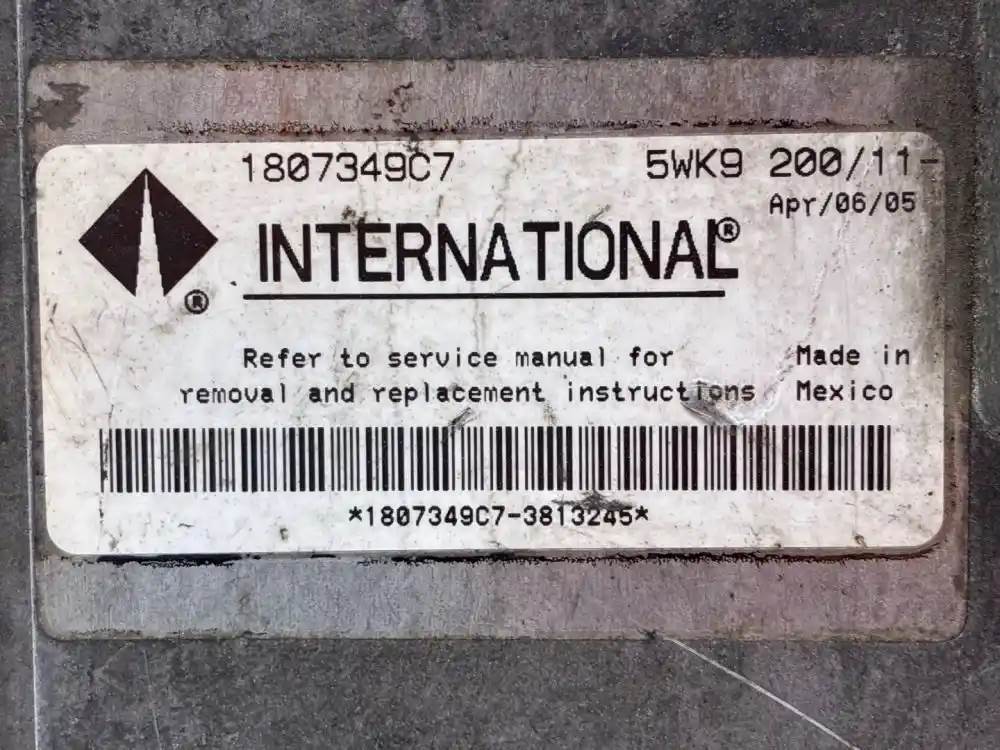 1807349C7 5WK9 200/11-
Apr/06/05
INTERNATIONAL®
®
Refer to service manual for Made in
removal and replacement instructions Mexico
*1807349C7-3813245*